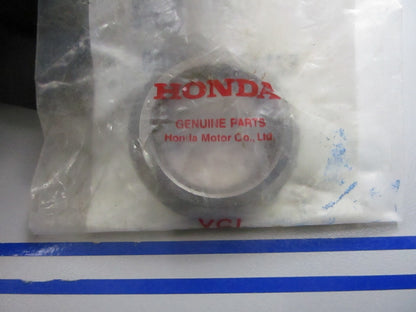 HONDA
GENUINE PARTS
Honda Motor Co., Ltd.